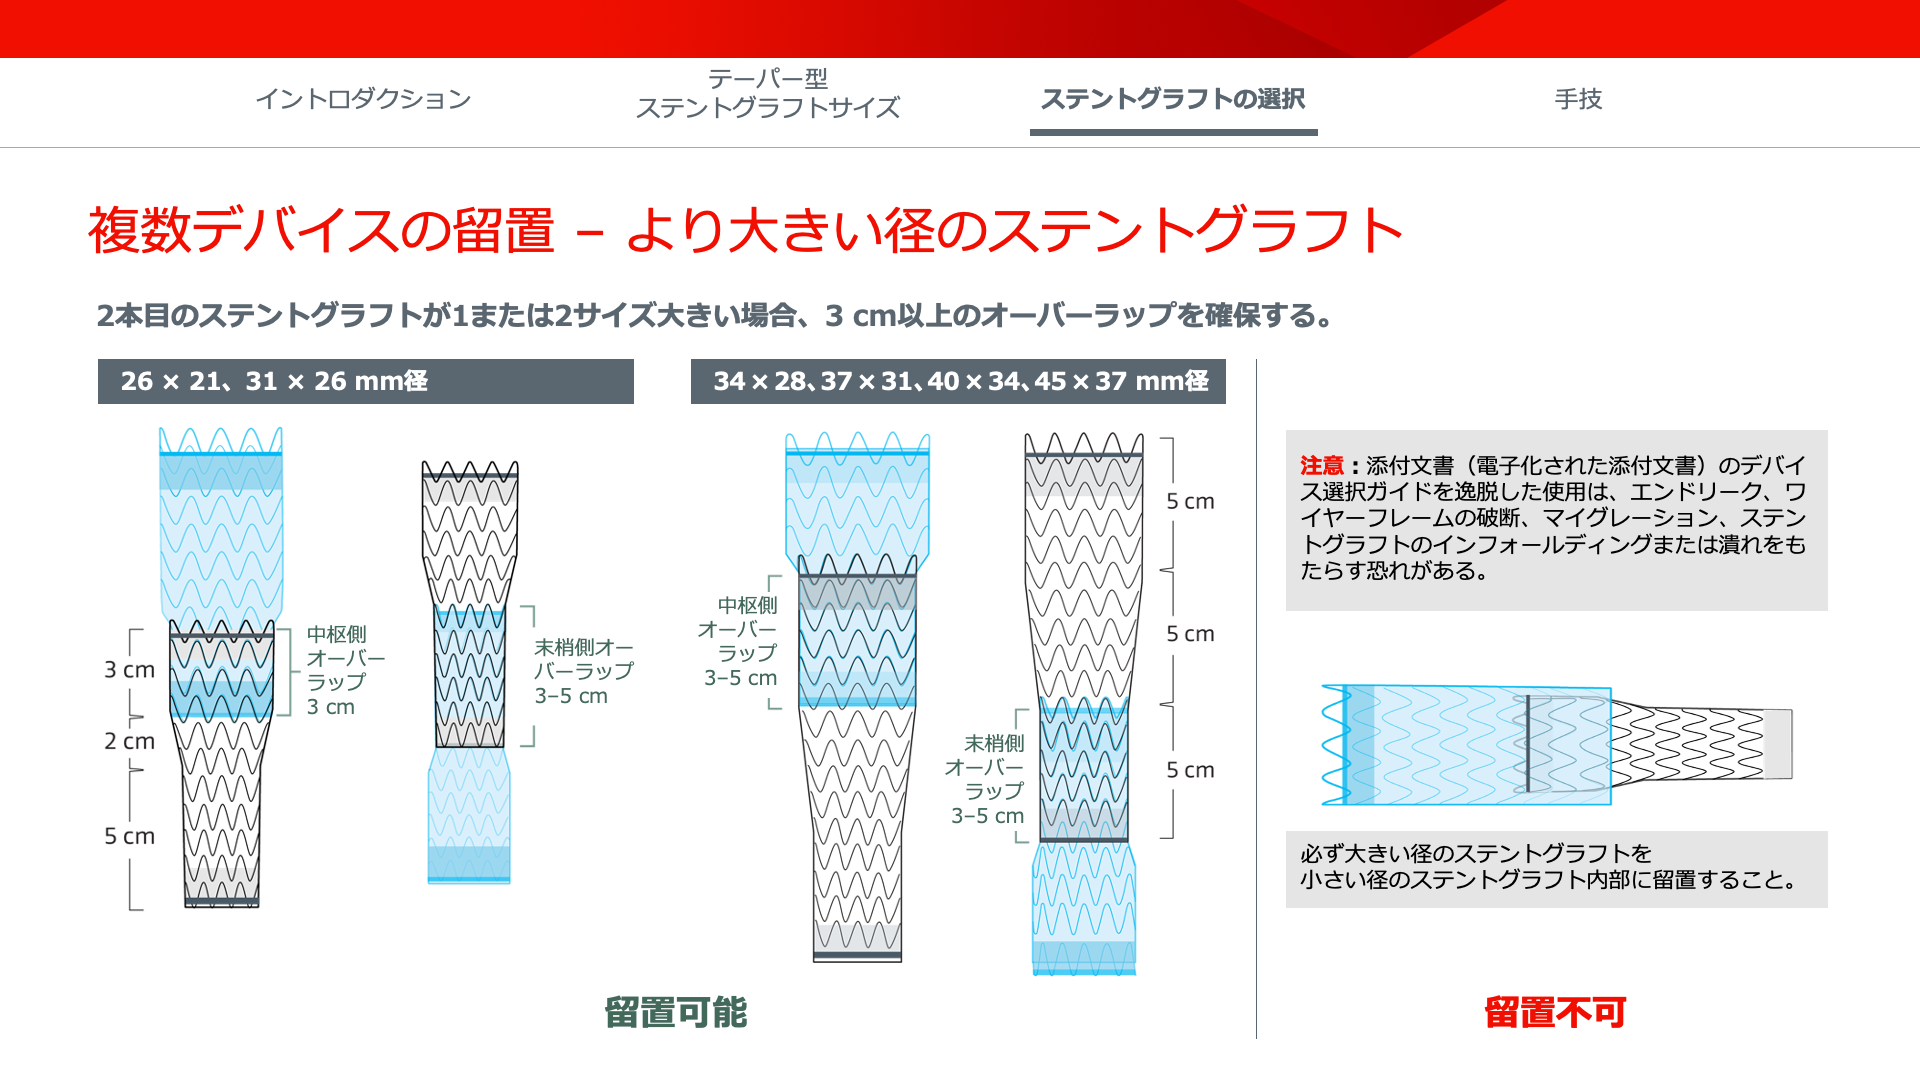 イントロダクション
テーパー型
ステントグラフトサイズ
ステントグラフトの選択
手技
複数デバイスの留置 – より大きい径のステントグラフト
2本目のステントグラフトが1または2サイズ大きい場合、3 cm以上のオーバーラップを確保する。
26 × 21、31 × 26 mm径
34 × 28、37 × 31、40 × 34、45 × 37 mm径
3 cm
2 cm
5 cm
中枢側
オーバー
ラップ
3 cm
末梢側オー
バーラップ
3–5 cm
中枢側
オーバー
ラップ
3–5 cm
末梢側
オーバー
ラップ
3–5 cm
5 cm
5 cm
5 cm
注意：添付文書（電子化された添付文書）のデバイ
ス選択ガイドを逸脱した使用は、エンドリーク、ワ
イヤーフレームの破断、マイグレーション、ステン
トグラフトのインフォールディングまたは潰れをも
たらす恐れがある。
必ず大きい径のステントグラフトを
小さい径のステントグラフト内部に留置すること。
留置可能
留置不可